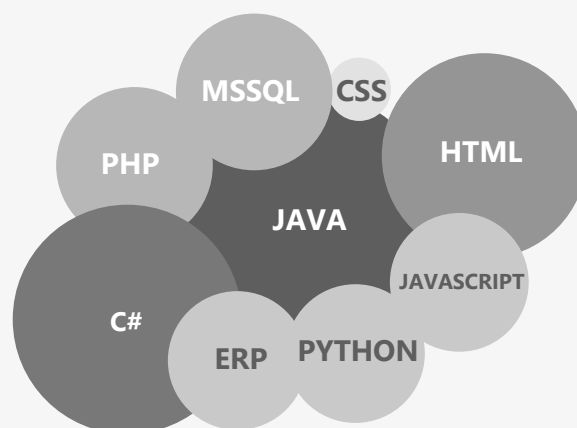 MSSQL
CSS
PHP
HTML
JAVA
JAVASCRIPT
C#
ERP
PYTHON